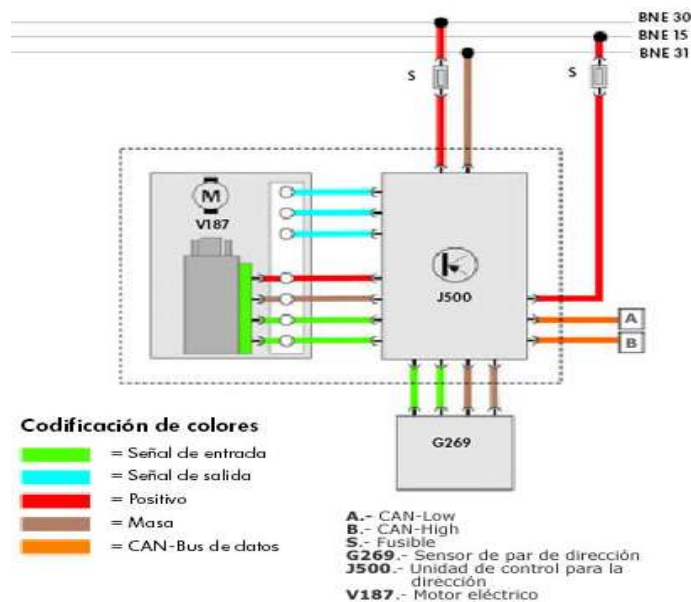 BNE 30
BNE 15
BNE 31
S
S
M
V187
J500
A
B
G269
Codificación de colores
= Señal de entrada
= Señal de salida
= Positivo
= Masa
= CAN-Bus de datos
A.- CAN-Low
B.- CAN-High
S.- Fusible
G269.- Sensor de par de dirección
J500.- Unidad de control para la
dirección
V187.- Motor eléctrico